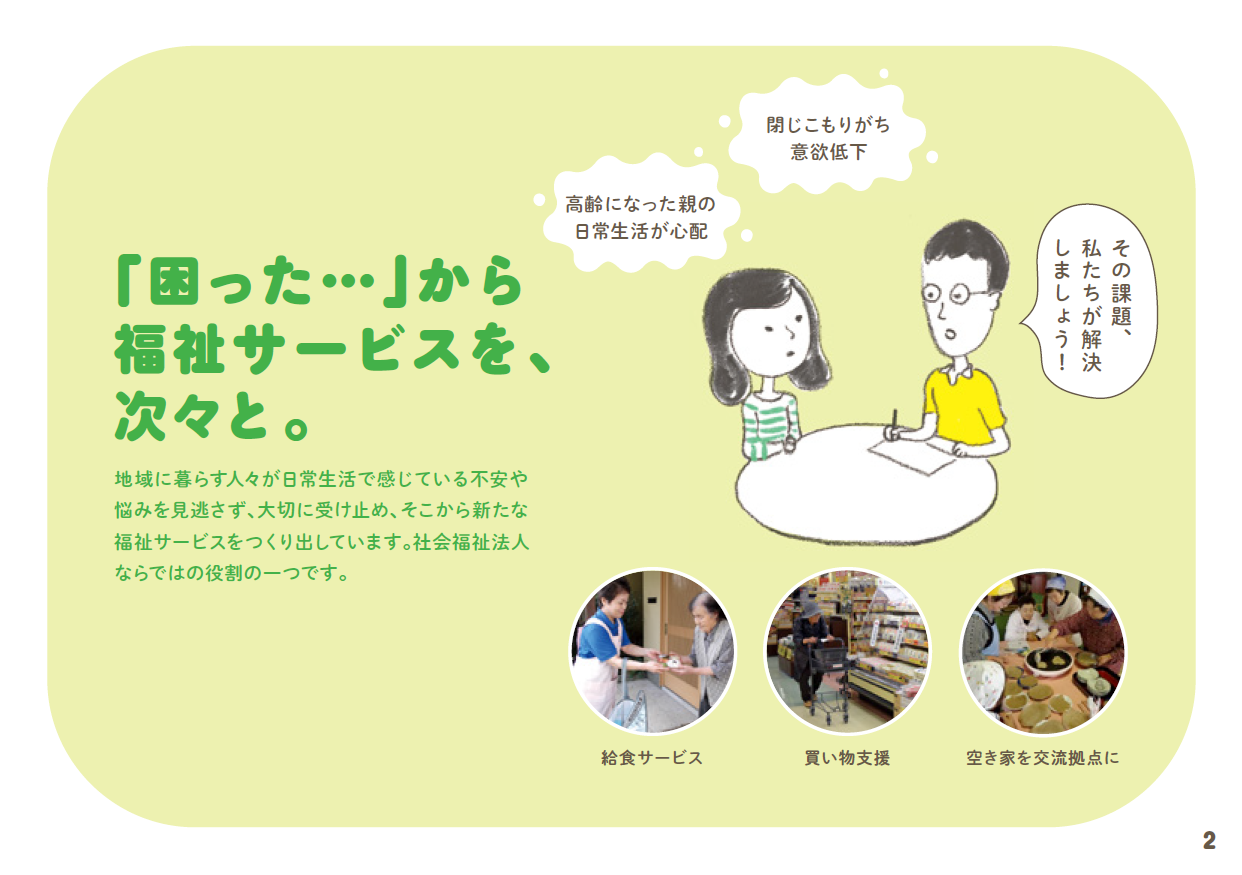 「困った…」から
福祉サービスを、
次々と。
地域に暮らす人々が日常生活で感じている不安や
悩みを見逃さず、大切に受け止め、そこから新たな
福祉サービスをつくり出しています。社会福祉法人
ならではの役割の一つです。
閉じこもりがち
意欲低下
高齢になった親の
日常生活が心配
その課題、
私たちが解決
しましょう！
給食サービス
買い物支援
空き家を交流拠点に
2